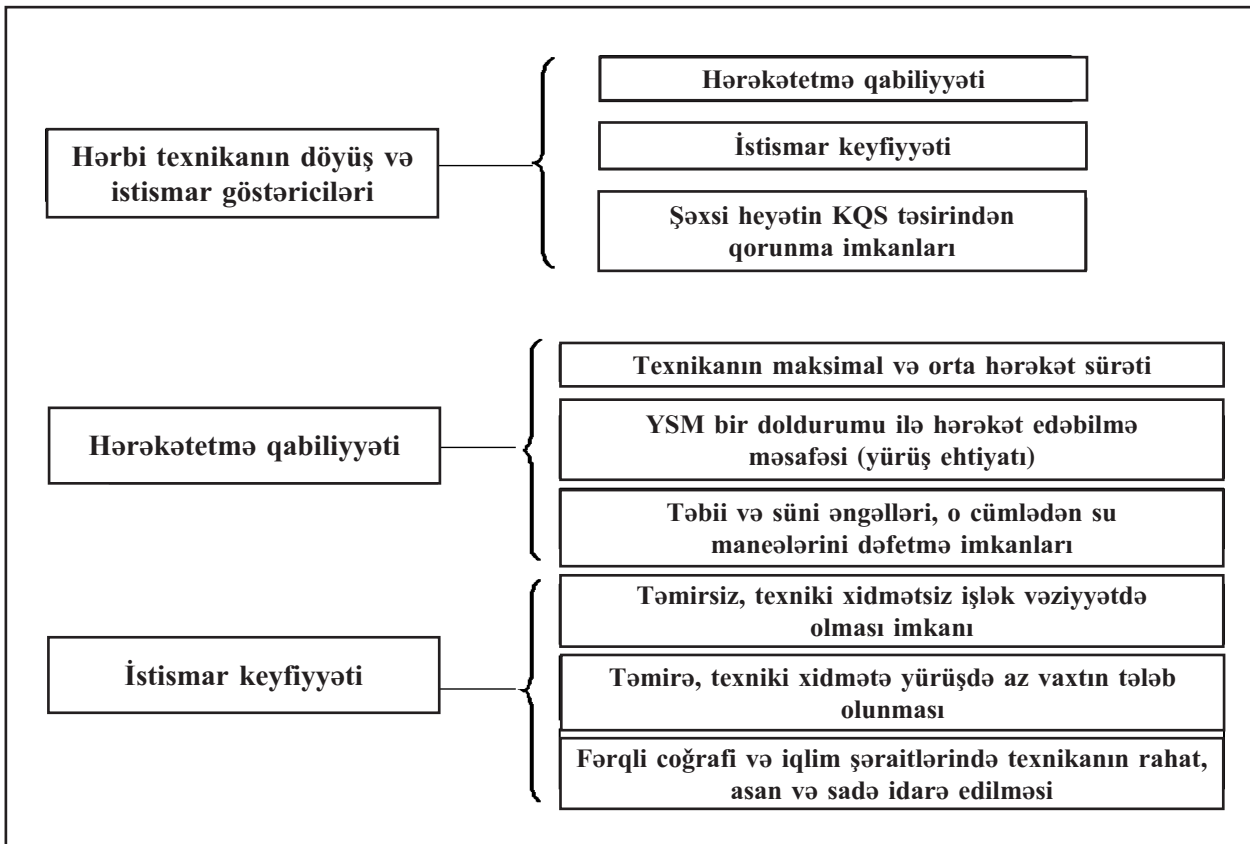 Hərbi texnikanın döyüş və
istismar göstəriciləri
Hərəkətetmə qabiliyyəti
İstismar keyfiyyəti
Şəxsi heyətin KQS təsirindən
qorunma imkanları
Hərəkətetmə qabiliyyəti
Texnikanın maksimal və orta hərəkət sürəti
YSM bir doldurumu ilə hərəkət edəbilmə
məsafəsi (yürüş ehtiyatı)
Təbii və süni əngəlləri, o cümlədən su
maneələrini dəfetmə imkanları
İstismar keyfiyyəti
Təmirsiz, texniki xidmətsiz işlək vəziyyətdə
olması imkanı
Təmirə, texniki xidmətə yürüşdə az vaxtın tələb
olunması
Fərqli coğrafi və iqlim şəraitlərində texnikanın rahat,
asan və sadə idarə edilməsi